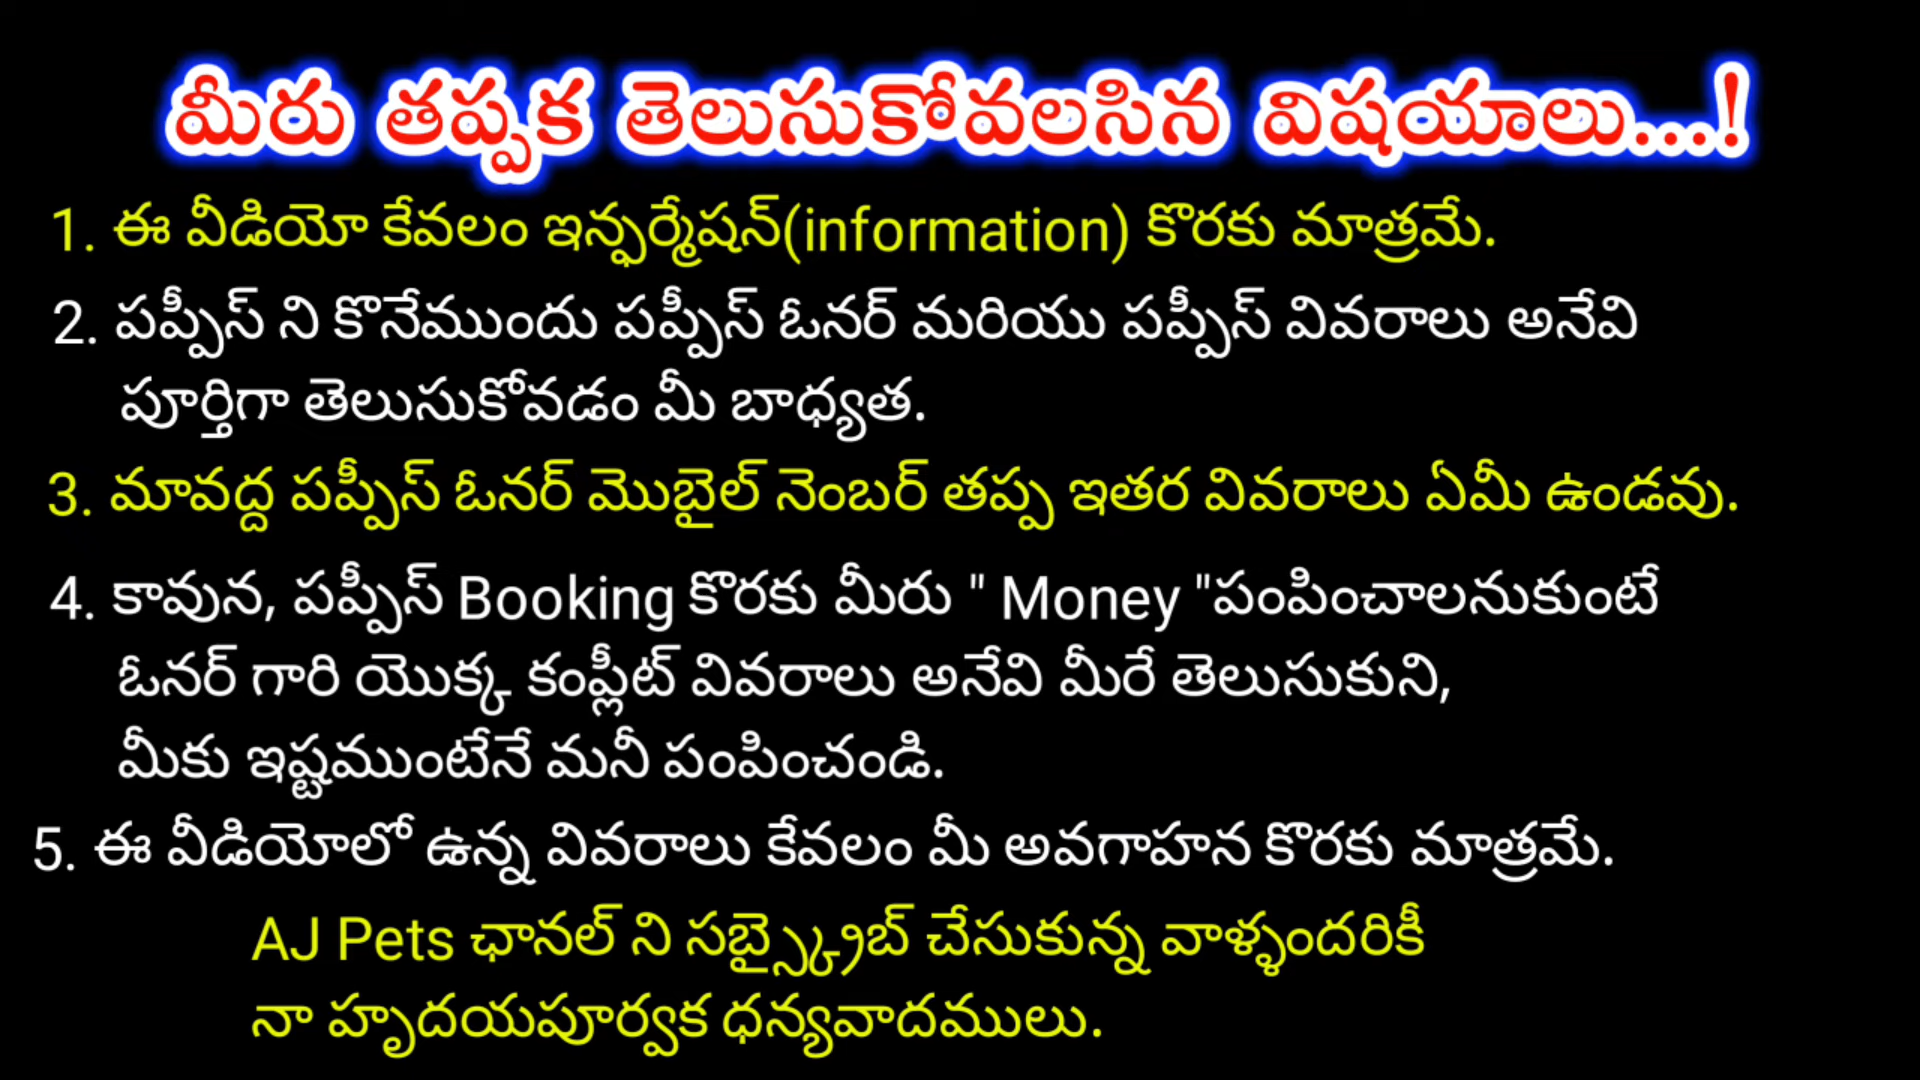 మీరు తప్పక తెలుసుకోవలసిన విషయాలు...!
1. ఈ వీడియో కేవలం ఇన్ఫర్మేషన్(information) కొరకు మాత్రమే.
2. పప్పీస్ ని కొనేముందు పప్పీస్ ఓనర్ మరియు పప్పీస్ వివరాలు అనేవి
పూర్తిగా తెలుసుకోవడం మీ బాధ్యత.
3. మావద్ద పప్పీస్ ఓనర్ మొబైల్ నెంబర్ తప్ప ఇతర వివరాలు ఏమీ ఉండవు.
4. కావున, పప్పీస్ Booking కొరకు మీరు " Money "పంపించాలనుకుంటే
ఓనర్ గారి యొక్క కంప్లీట్ వివరాలు అనేవి మీరే తెలుసుకుని,
మీకు ఇష్టముంటేనే మనీ పంపించండి.
5. ఈ వీడియోలో ఉన్న వివరాలు కేవలం మీ అవగాహన కొరకు మాత్రమే.
AJ Pets ఛానల్ ని సబ్స్క్రైబ్ చేసుకున్న వాళ్ళందరికీ
నా హృదయపూర్వక ధన్యవాదములు.